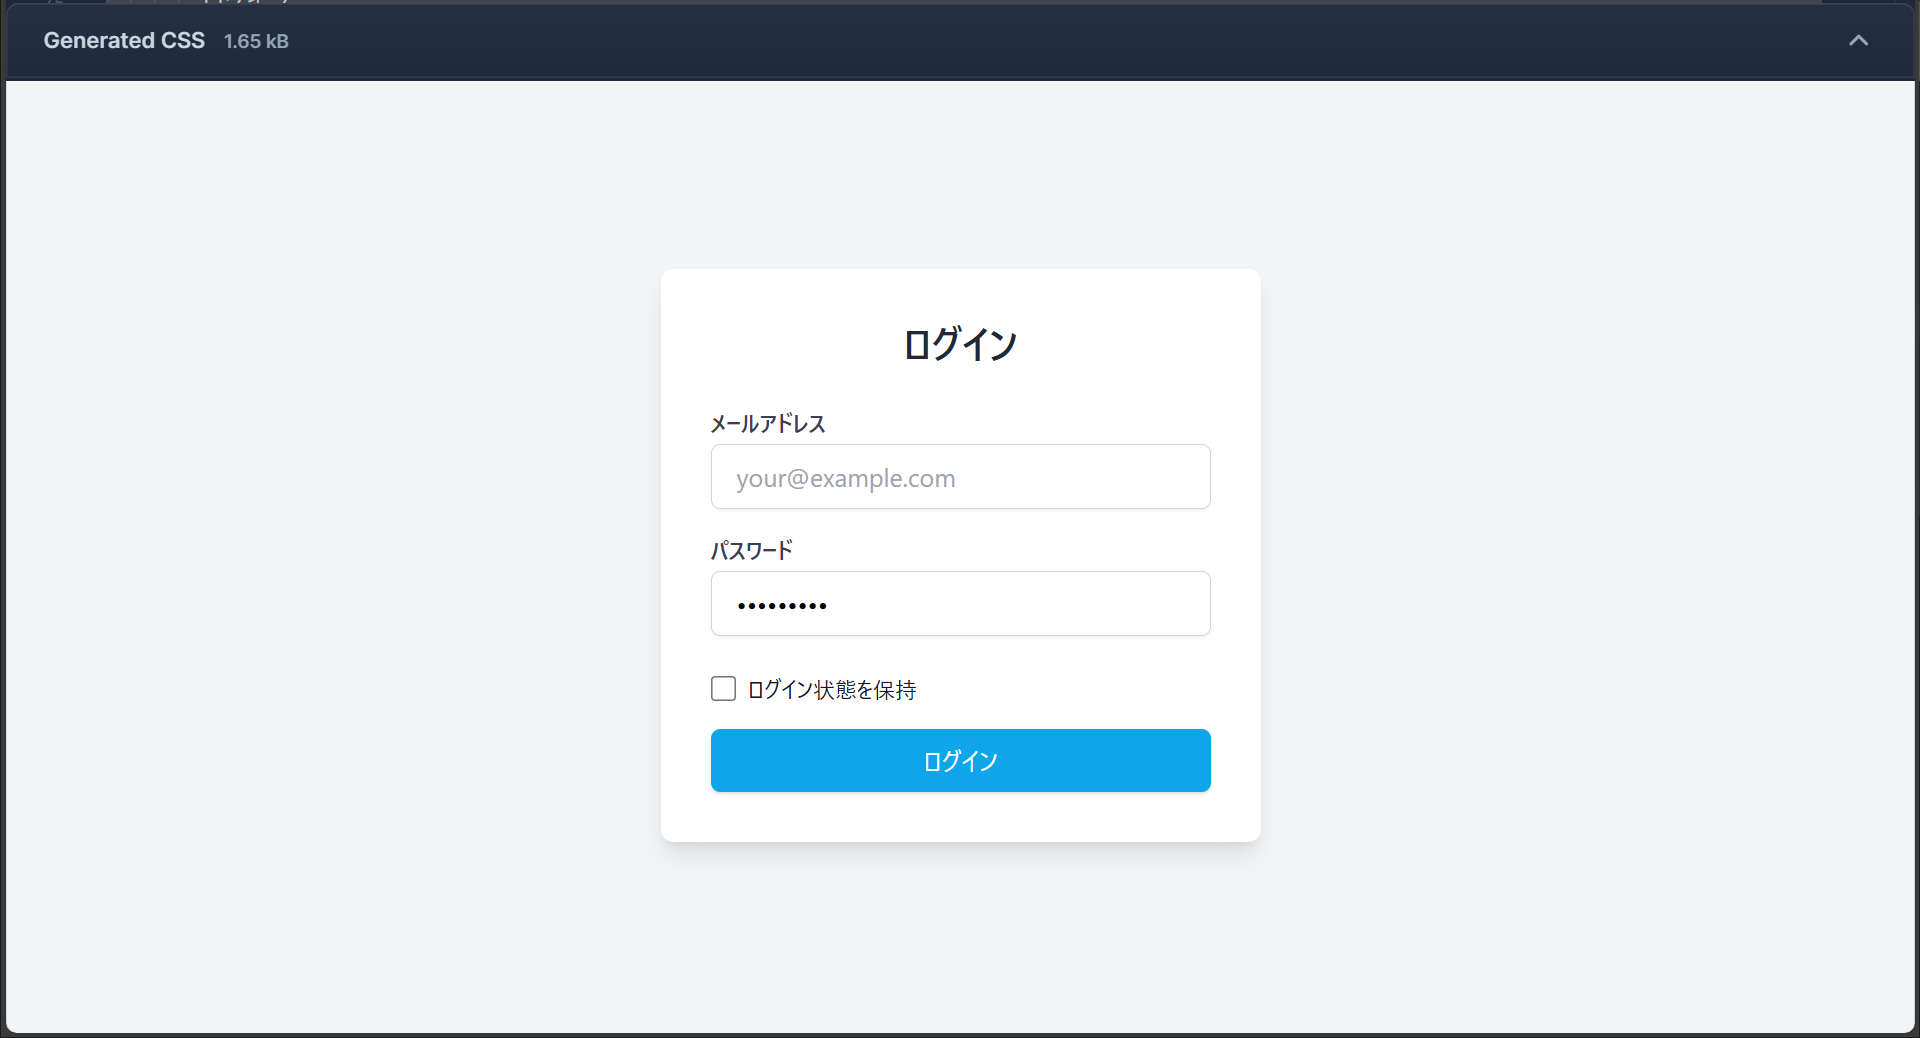 Generated CSS 1.65 kB
ログイン
メールアドレス
your@example.com
パスワード
•••••••••
ログイン状態を保持
ログイン